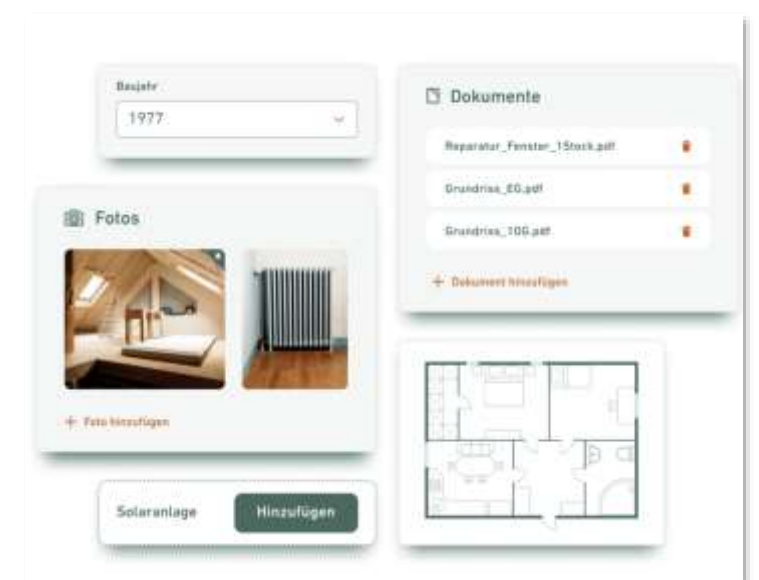 Baujahr
1977
Dokumente
Reparatur_Fenster_1Stock.pdf
Grundriss_EG.pdf
Grundriss_1OG.pdf
+ Dokument hinzufügen
Fotos
+ Foto hinzufügen
Solaranlage
Hinzufügen